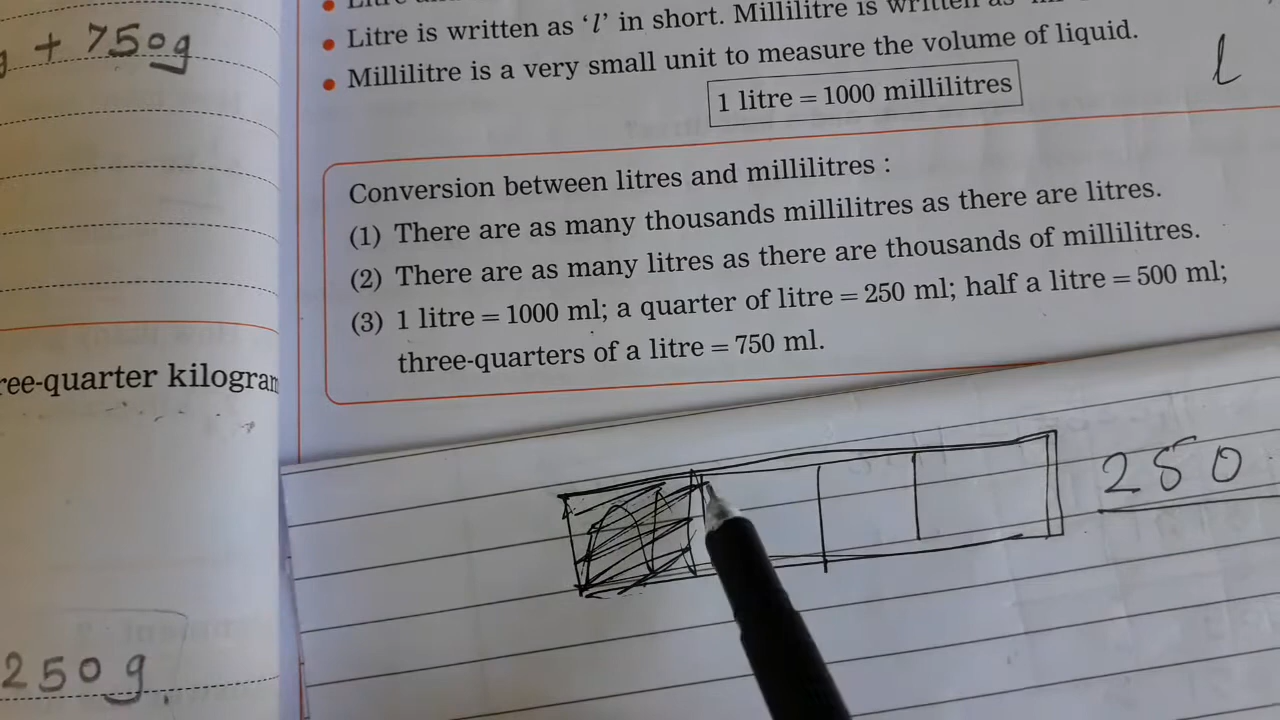 + 750g
Litre is written as 'l' in short. Millilitre is written as
Millilitre is a very small unit to measure the volume of liquid.
l
1 litre = 1000 millilitres
Conversion between litres and millilitres :
(1) There are as many thousands millilitres as there are litres.
(2) There are as many litres as there are thousands of millilitres.
(3) 1 litre = 1000 ml; a quarter of litre = 250 ml; half a litre = 500 ml;
three-quarters of a litre = 750 ml.
ree-quarter kilogram
250
250g.